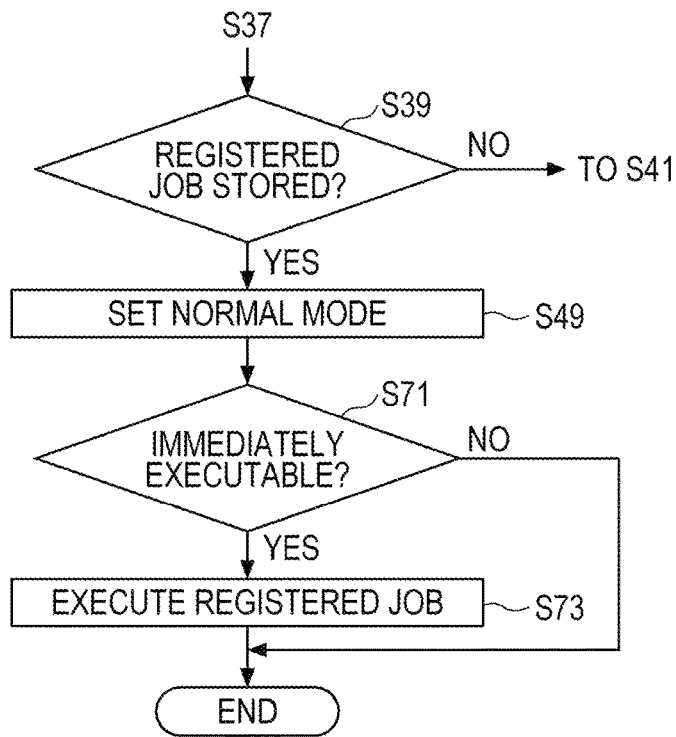 S37
S39
REGISTERED
JOB STORED?
NO
TO S41
YES
SET NORMAL MODE
S49
S71
IMMEDIATELY
EXECUTABLE?
NO
YES
EXECUTE REGISTERED JOB
S73
END